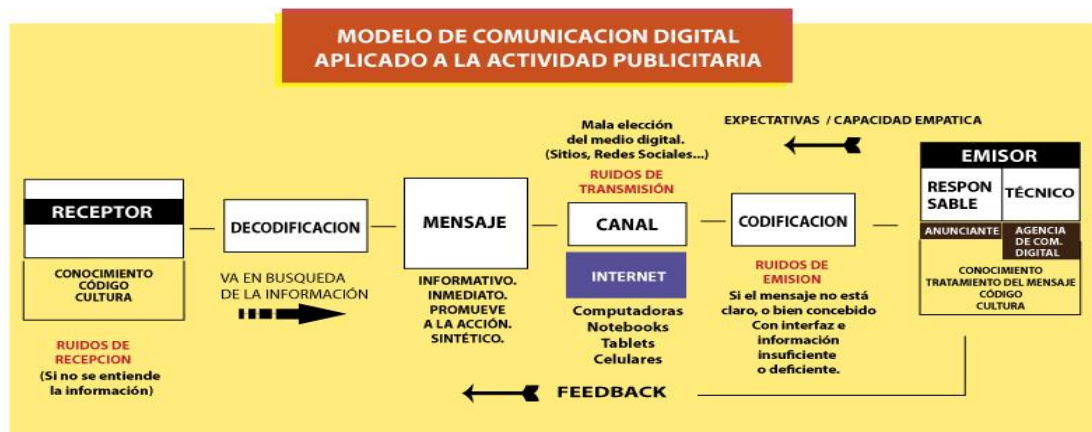 MODELO DE COMUNICACION DIGITAL
APLICADO A LA ACTIVIDAD PUBLICITARIA
RECEPTOR
CONOCIMIENTO
CÓDIGO
CULTURA
RUIDOS DE
RECEPCION
(Si no se entiende
la información)
DECODIFICACION
VA EN BUSQUEDA
DE LA INFORMACIÓN
MENSAJE
INFORMATIVO.
INMEDIATO.
PROMUEVE
A LA ACCIÓN.
SINTÉTICO.
Mala elección
del medio digital.
(Sitios, Redes Sociales...)
RUIDOS DE
TRANSMISIÓN
CANAL
INTERNET
Computadoras
Notebooks
Tablets
Celulares
CODIFICACION
RUIDOS DE
EMISION
Si el mensaje no está
claro, o bien concebido
Con interfaz e
información
insuficiente
o deficiente.
EXPECTATIVAS / CAPACIDAD EMPATICA
EMISOR
RESPON
SABLE
TÉCNICO
ANUNCIANTE
AGENCIA
DE COM.
DIGITAL
CONOCIMIENTO
TRATAMIENTO DEL MENSAJE
CÓDIGO
CULTURA
FEEDBACK